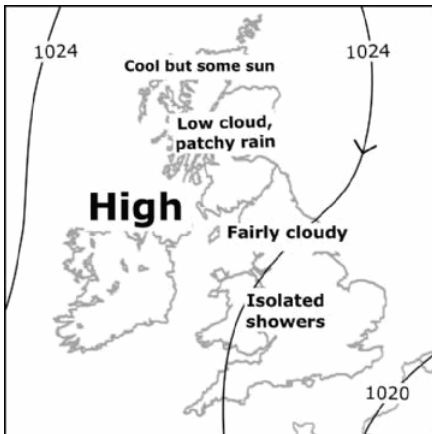 1024
1024
Cool but some sun
Low cloud,
patchy rain
High
Fairly cloudy
Isolated
showers
1020